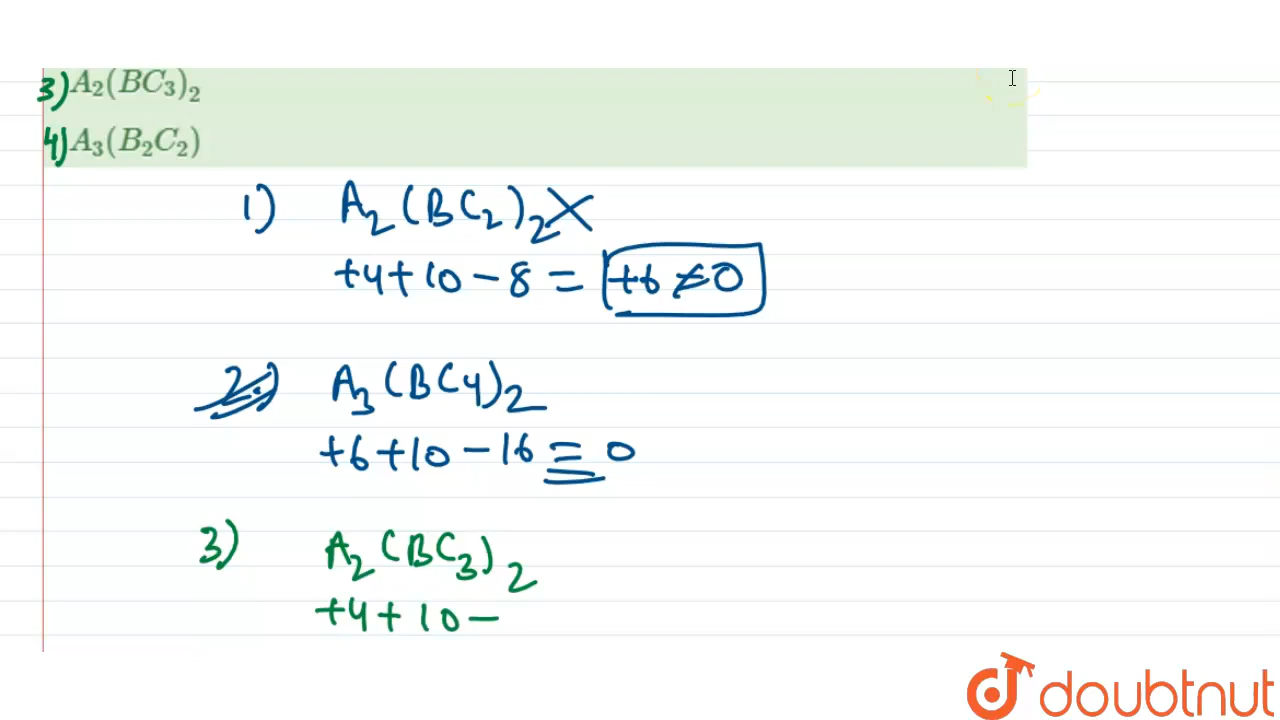 3) A₂(BC₃)₂
4) A₃(B₂C₂)
1) A₂(BC₂)₂ X
+4+10-8 = +6 ≠ 0
2.) A₃(BC4)₂
+6+10-16 = 0
3) A₂(BC₃)₂
+4+10-
doubtnut